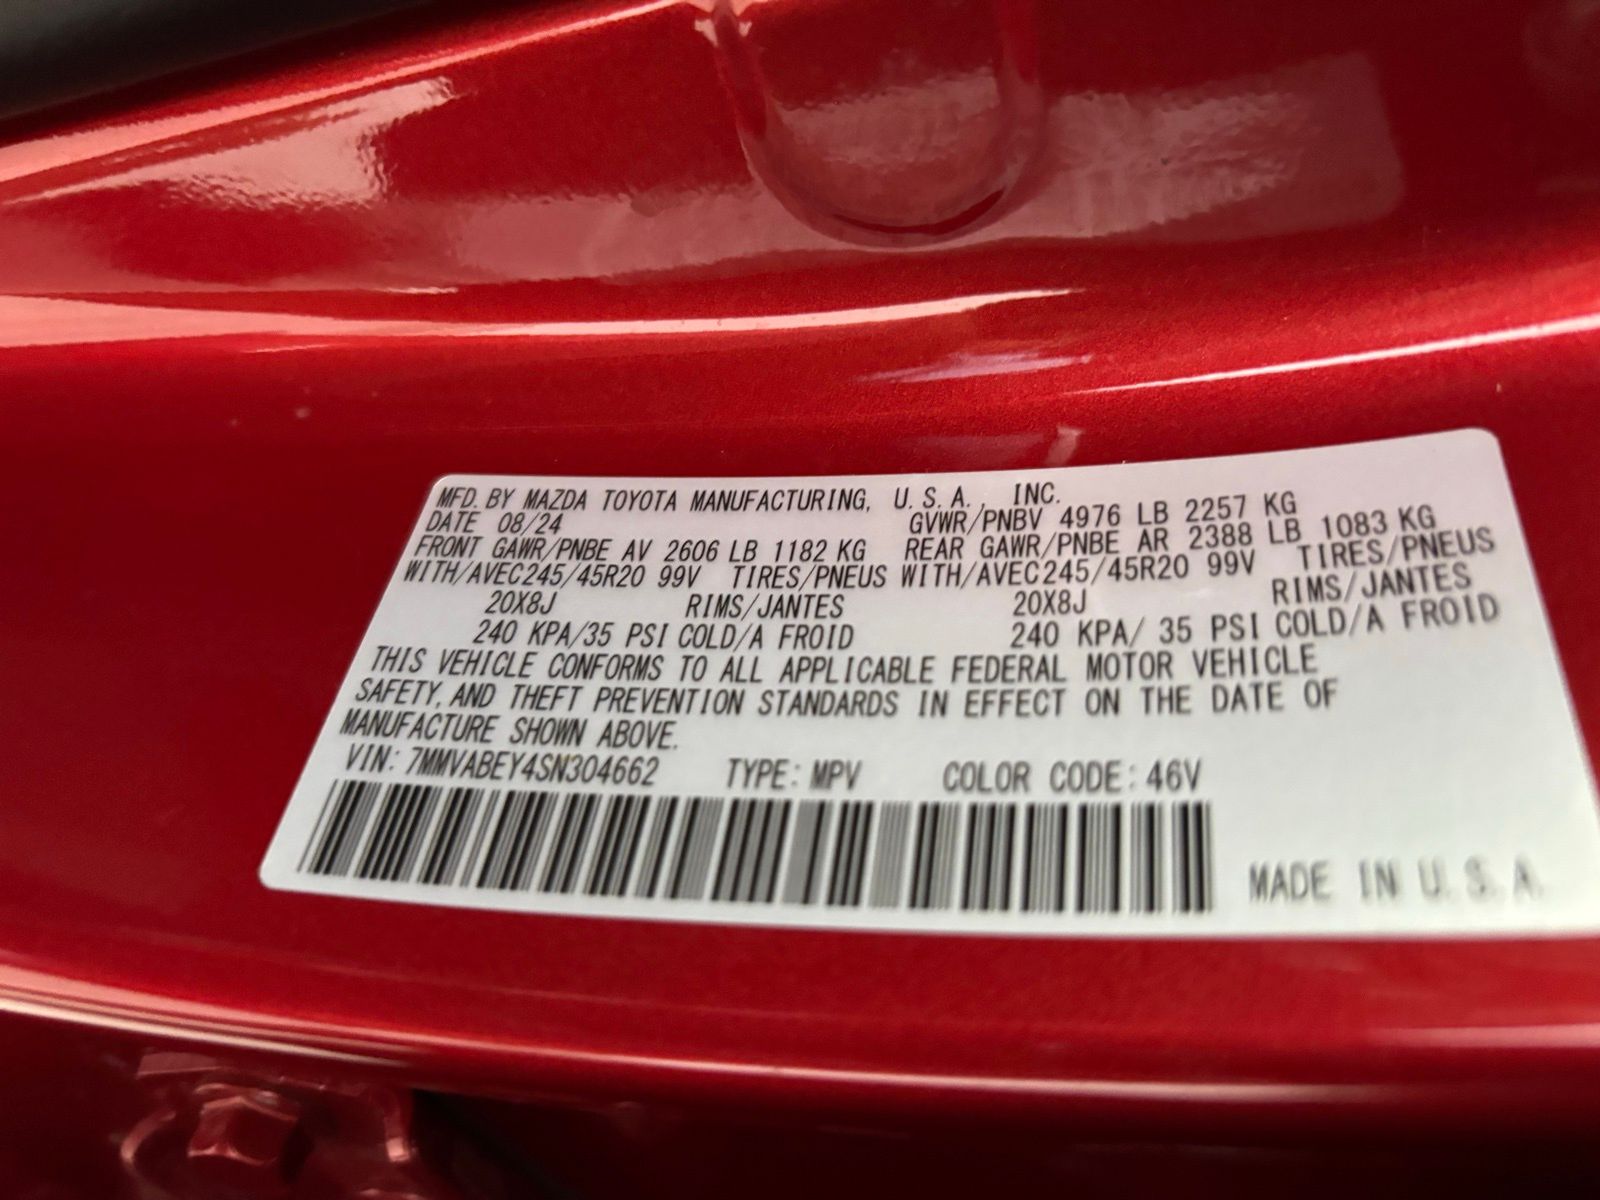 MFD. BY MAZDA TOYOTA MANUFACTURING, U.S.A., INC.
DATE 08/24 GVWR/PNBV 4976 LB 2257 KG
FRONT GAWR/PNBE AV 2606 LB 1182 KG REAR GAWR/PNBE AR 2388 LB 1083 KG
WITH/AVEC245/45R20 99V TIRES/PNEUS WITH/AVEC245/45R20 99V TIRES/PNEUS
20X8J RIMS/JANTES 20X8J RIMS/JANTES
240 KPA/35 PSI COLD/A FROID 240 KPA/ 35 PSI COLD/A FROID
THIS VEHICLE CONFORMS TO ALL APPLICABLE FEDERAL MOTOR VEHICLE
SAFETY, AND THEFT PREVENTION STANDARDS IN EFFECT ON THE DATE OF
MANUFACTURE SHOWN ABOVE.
VIN: 7MMVABEY4SN304662 TYPE: MPV COLOR CODE: 46V
MADE IN U.S.A.